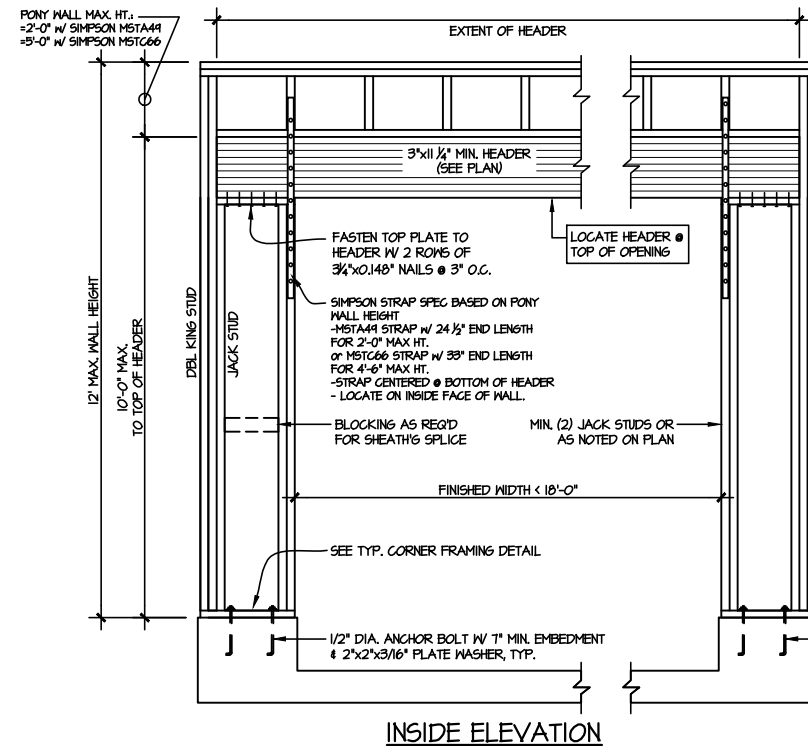 PONY WALL MAX. HT.:
=2'-0" W/ SIMPSON MSTA49
=5'-0" W/ SIMPSON MSTC66
EXTENT OF HEADER
3"x11 1/4" MIN. HEADER
(SEE PLAN)
FASTEN TOP PLATE TO
HEADER W/ 2 ROWS OF
3 1/4"x0.148" NAILS @ 3" O.C.
LOCATE HEADER @
TOP OF OPENING
12' MAX. WALL HEIGHT
10'-0" MAX.
TO TOP OF HEADER
DBL KING STUD
JACK STUD
SIMPSON STRAP SPEC BASED ON PONY
WALL HEIGHT
-MSTA49 STRAP W/ 24 1/2" END LENGTH
FOR 2'-0" MAX HT.
or MSTC66 STRAP W/ 33" END LENGTH
FOR 4'-6" MAX HT.
-STRAP CENTERED @ BOTTOM OF HEADER
- LOCATE ON INSIDE FACE OF WALL.
BLOCKING AS REQ'D
FOR SHEATH'G SPLICE
MIN. (2) JACK STUDS OR
AS NOTED ON PLAN
FINISHED WIDTH < 18'-0"
SEE TYP. CORNER FRAMING DETAIL
1/2" DIA. ANCHOR BOLT W/ 7" MIN. EMBEDMENT
& 2"x2"x3/16" PLATE WASHER, TYP.
INSIDE ELEVATION